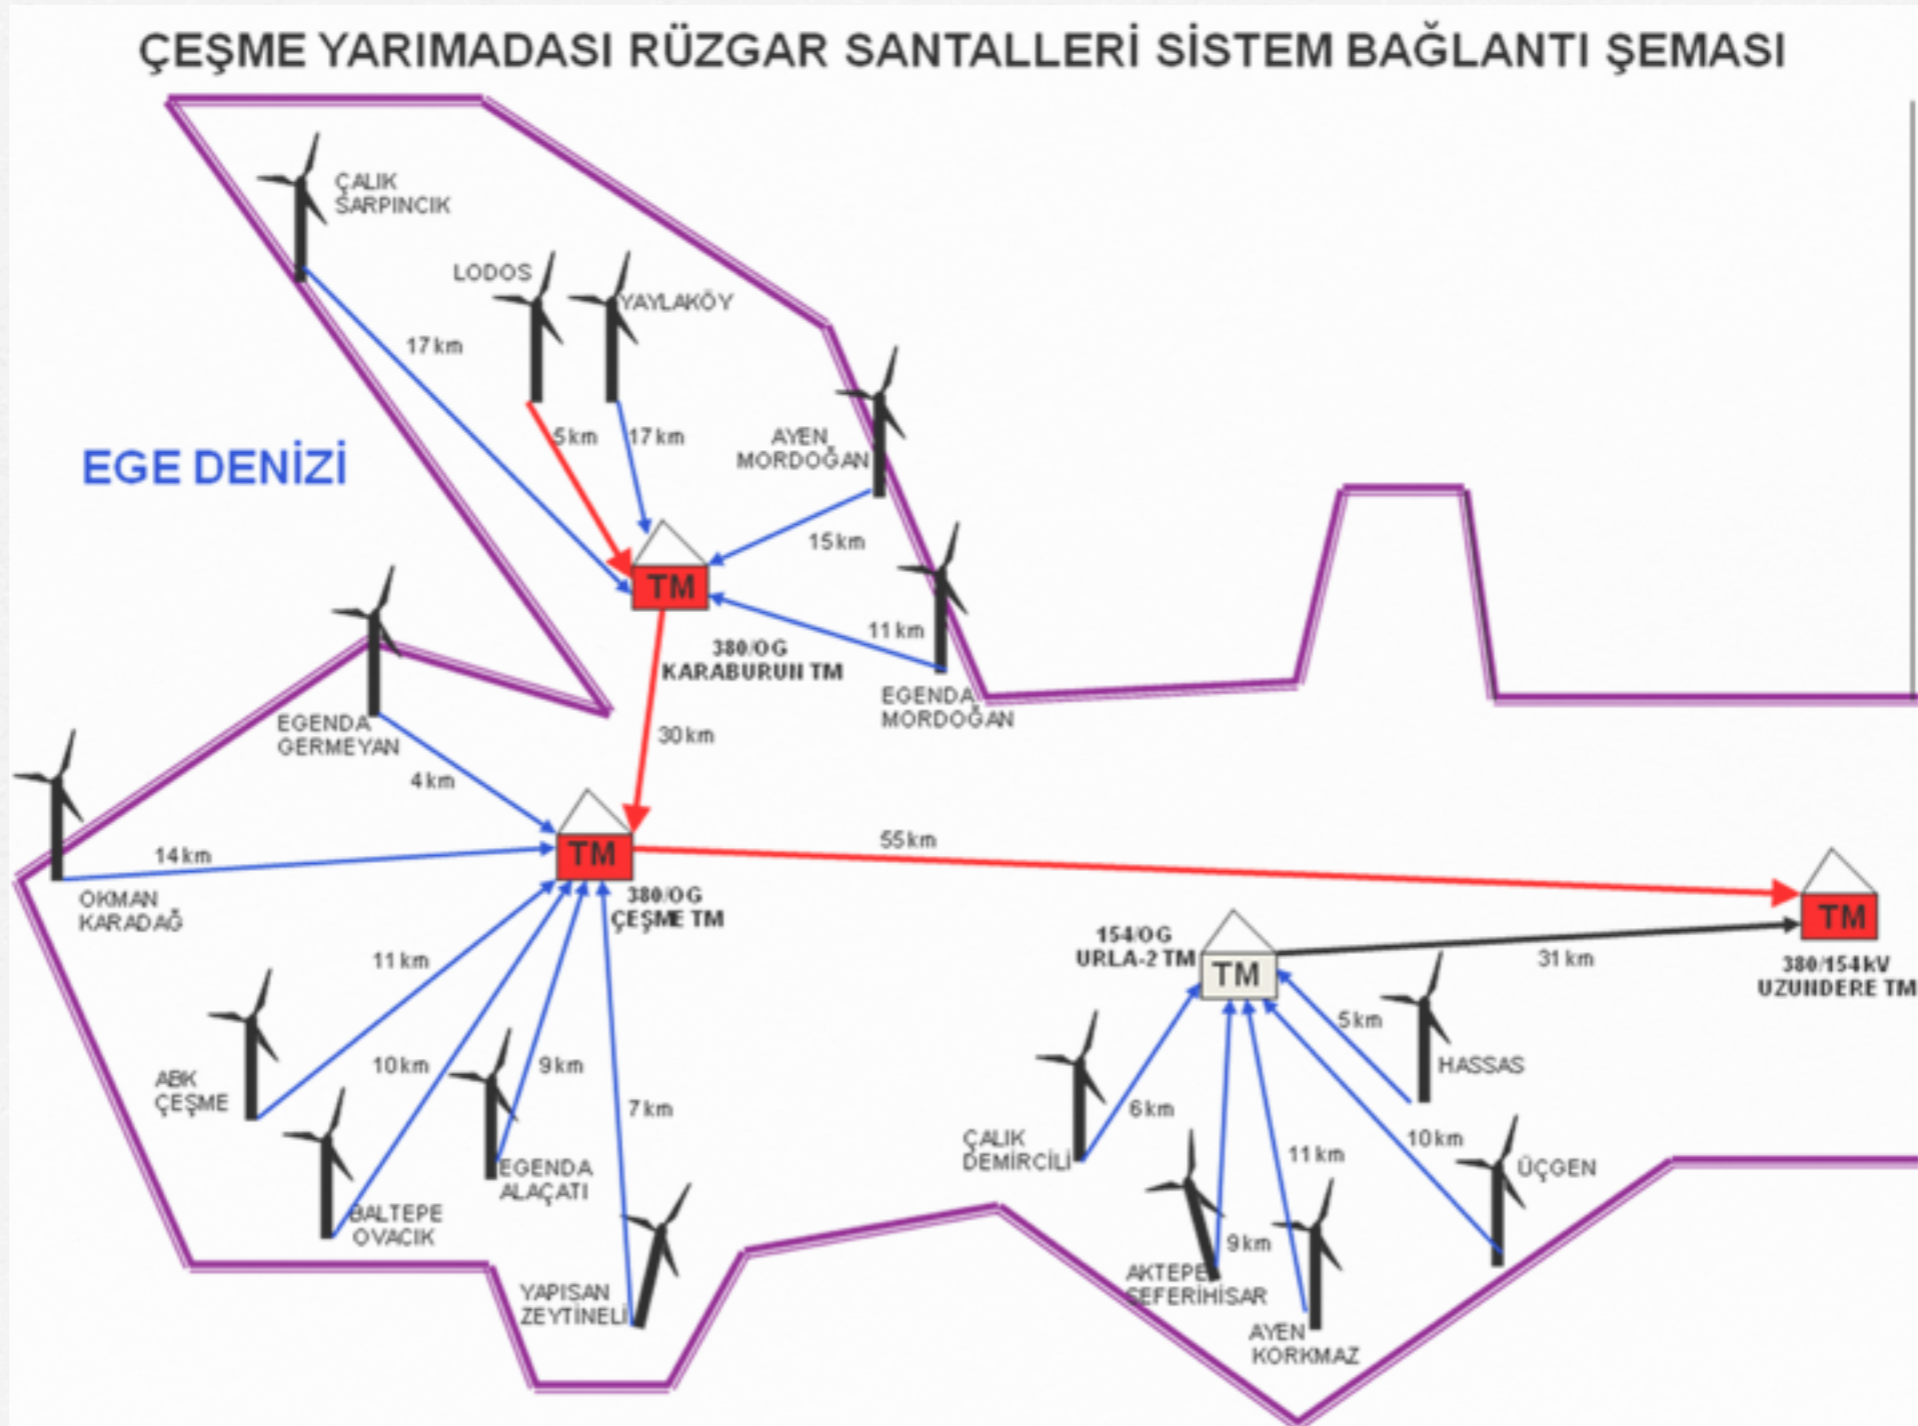 ÇEŞME YARIMADASI RÜZGAR SANTALLERİ SİSTEM BAĞLANTI ŞEMASI
ÇALIK
SARPINCIK
LODOS
YAYLAKÖY
17 km
5 km
17 km
AYEN
MORDOĞAN
EGE DENİZİ
15 km
TM
11 km
380/OG
KARABURUN TM
EGENDA
MORDOĞAN
EGENDA
GERMEYAN
30 km
4 km
14 km
TM
55 km
OKMAN
KARADAĞ
380/OG
ÇEŞME TM
154/OG
URLA-2 TM
TM
31 km
TM
380/154 kV
UZUNDERE TM
11 km
10 km
9 km
7 km
ABK
ÇEŞME
EGENDA
ALAÇATI
BALTEPE
OVACIK
YAPISAN
ZEYTİNELİ
5 km
HASSAS
6 km
ÇALIK
DEMİRCİLİ
11 km
10 km
ÜÇGEN
9 km
AKTEPE
SEFERİHİSAR
AYEN
KORKMAZ